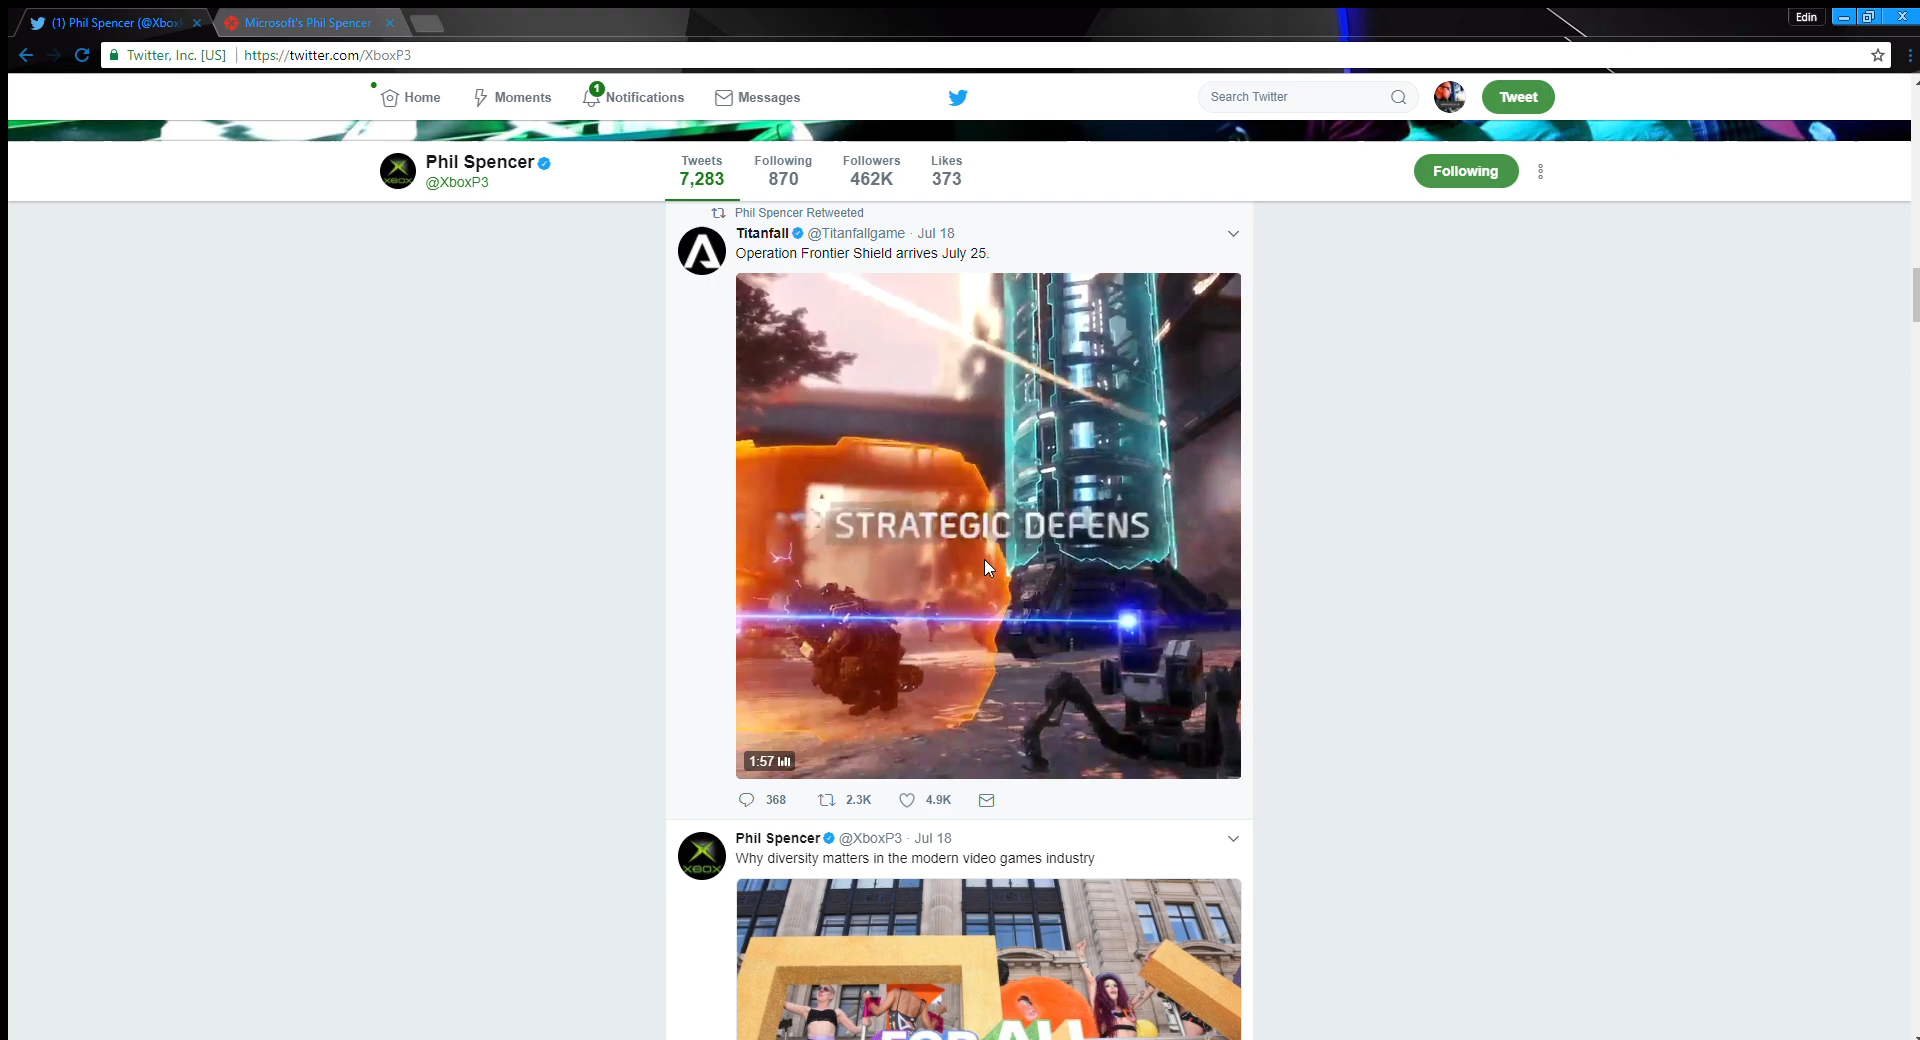 (1) Phil Spencer (@Xbox
Microsoft's Phil Spencer
Edin
Twitter, Inc. [US]
https://twitter.com/XboxP3
Home
Moments
1
Notifications
Messages
Search Twitter
Tweet
Phil Spencer
@XboxP3
Tweets
7,283
Following
870
Followers
462K
Likes
373
Following
Phil Spencer Retweeted
Titanfall @Titanfallgame · Jul 18
Operation Frontier Shield arrives July 25.
STRATEGIC DEFENS
1:57
368
2.3K
4.9K
XBOX
Phil Spencer @XboxP3 · Jul 18
Why diversity matters in the modern video games industry
FOR ALL